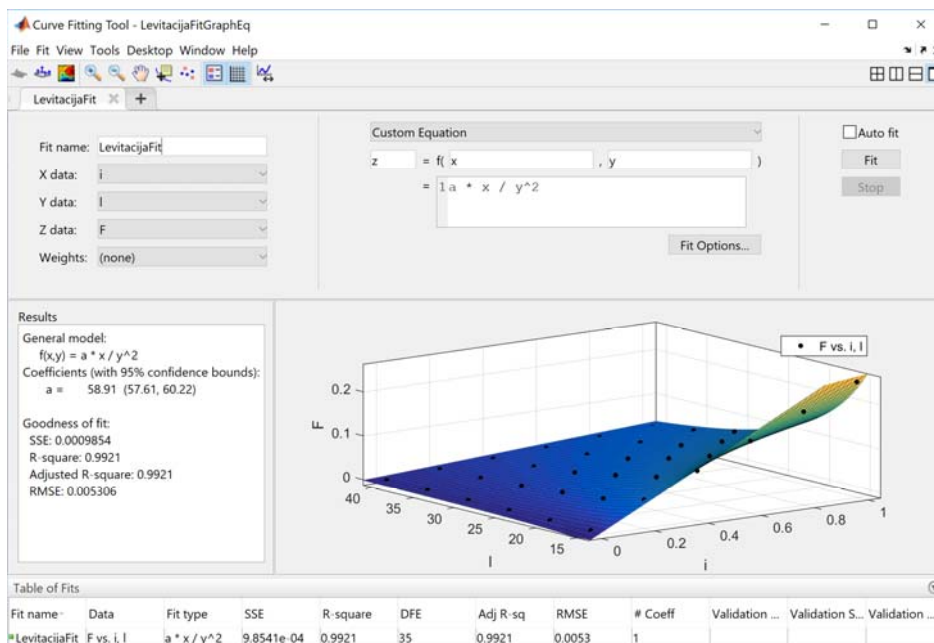 Curve Fitting Tool - LevitacijaFitGraphEq
File Fit View Tools Desktop Window Help
LevitacijaFit
Fit name: LevitacijaFit
X data: i
Y data: l
Z data: F
Weights: (none)
Custom Equation
z = f( x , y )
= 1 a * x / y^2
Fit Options...
Auto fit
Fit
Stop
Results
General model:
f(x,y) = a * x / y^2
Coefficients (with 95% confidence bounds):
a = 58.91 (57.61, 60.22)
Goodness of fit:
SSE: 0.0009854
R-square: 0.9921
Adjusted R-square: 0.9921
RMSE: 0.005306
F vs. i, l
F
0.2
0.1
0
40
35
30
25
20
15
l
0
0.2
0.4
0.6
0.8
1
i
Table of Fits
Fit name Data Fit type SSE R-square DFE Adj R-sq RMSE # Coeff Validation ... Validation S... Validation ...
LevitacijaFit F vs. i, l a * x / y^2 9.8541e-04 0.9921 35 0.9921 0.0053 1